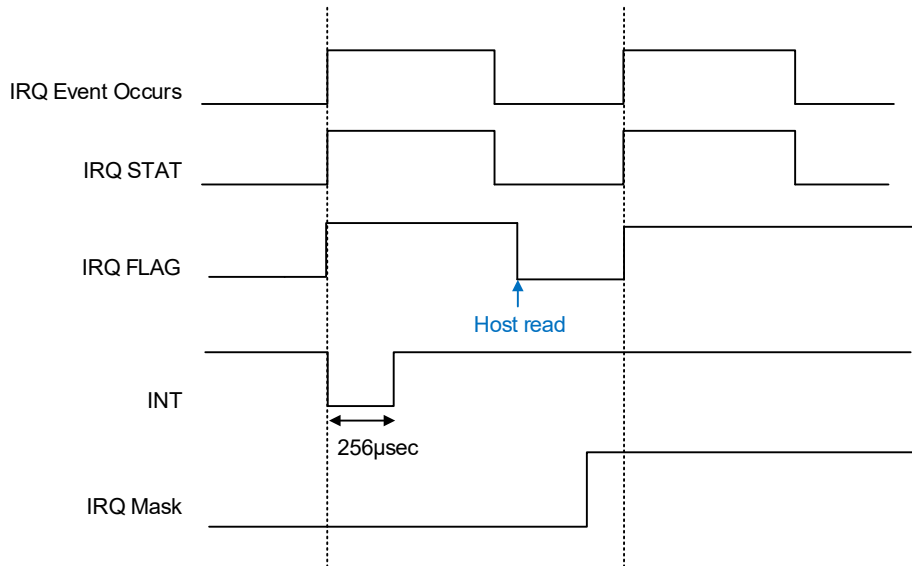 IRQ Event Occurs
IRQ STAT
IRQ FLAG
Host read
INT
256μsec
IRQ Mask